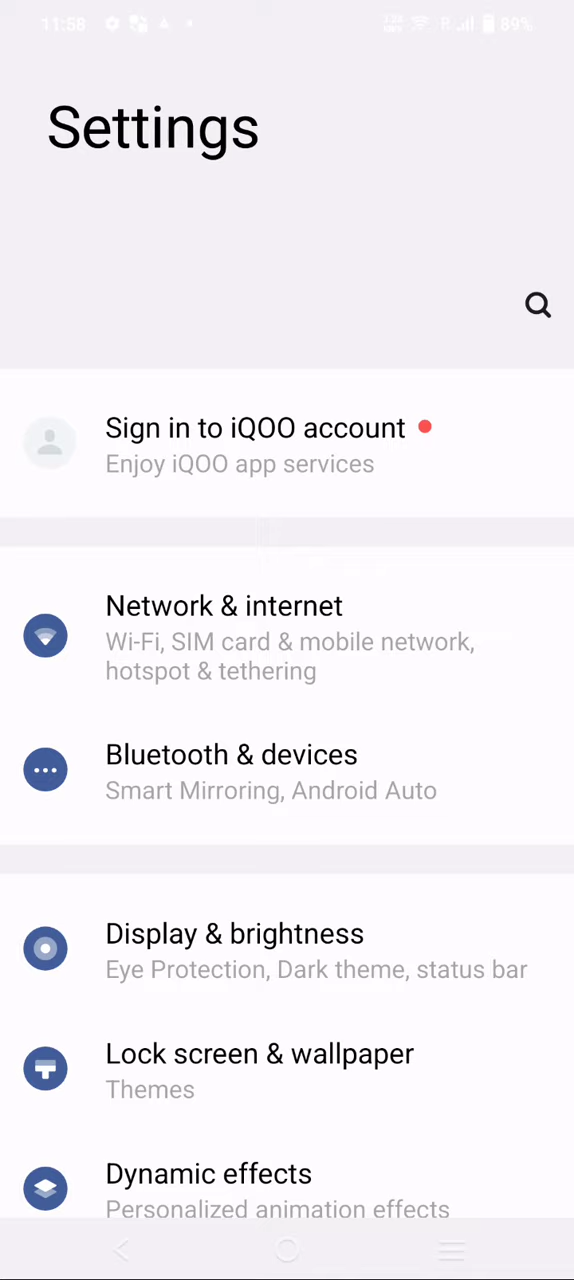 11:58
R
89%
Settings
Sign in to iQOO account
Enjoy iQOO app services
Network & internet
Wi-Fi, SIM card & mobile network,
hotspot & tethering
Bluetooth & devices
Smart Mirroring, Android Auto
Display & brightness
Eye Protection, Dark theme, status bar
Lock screen & wallpaper
Themes
Dynamic effects
Personalized animation effects